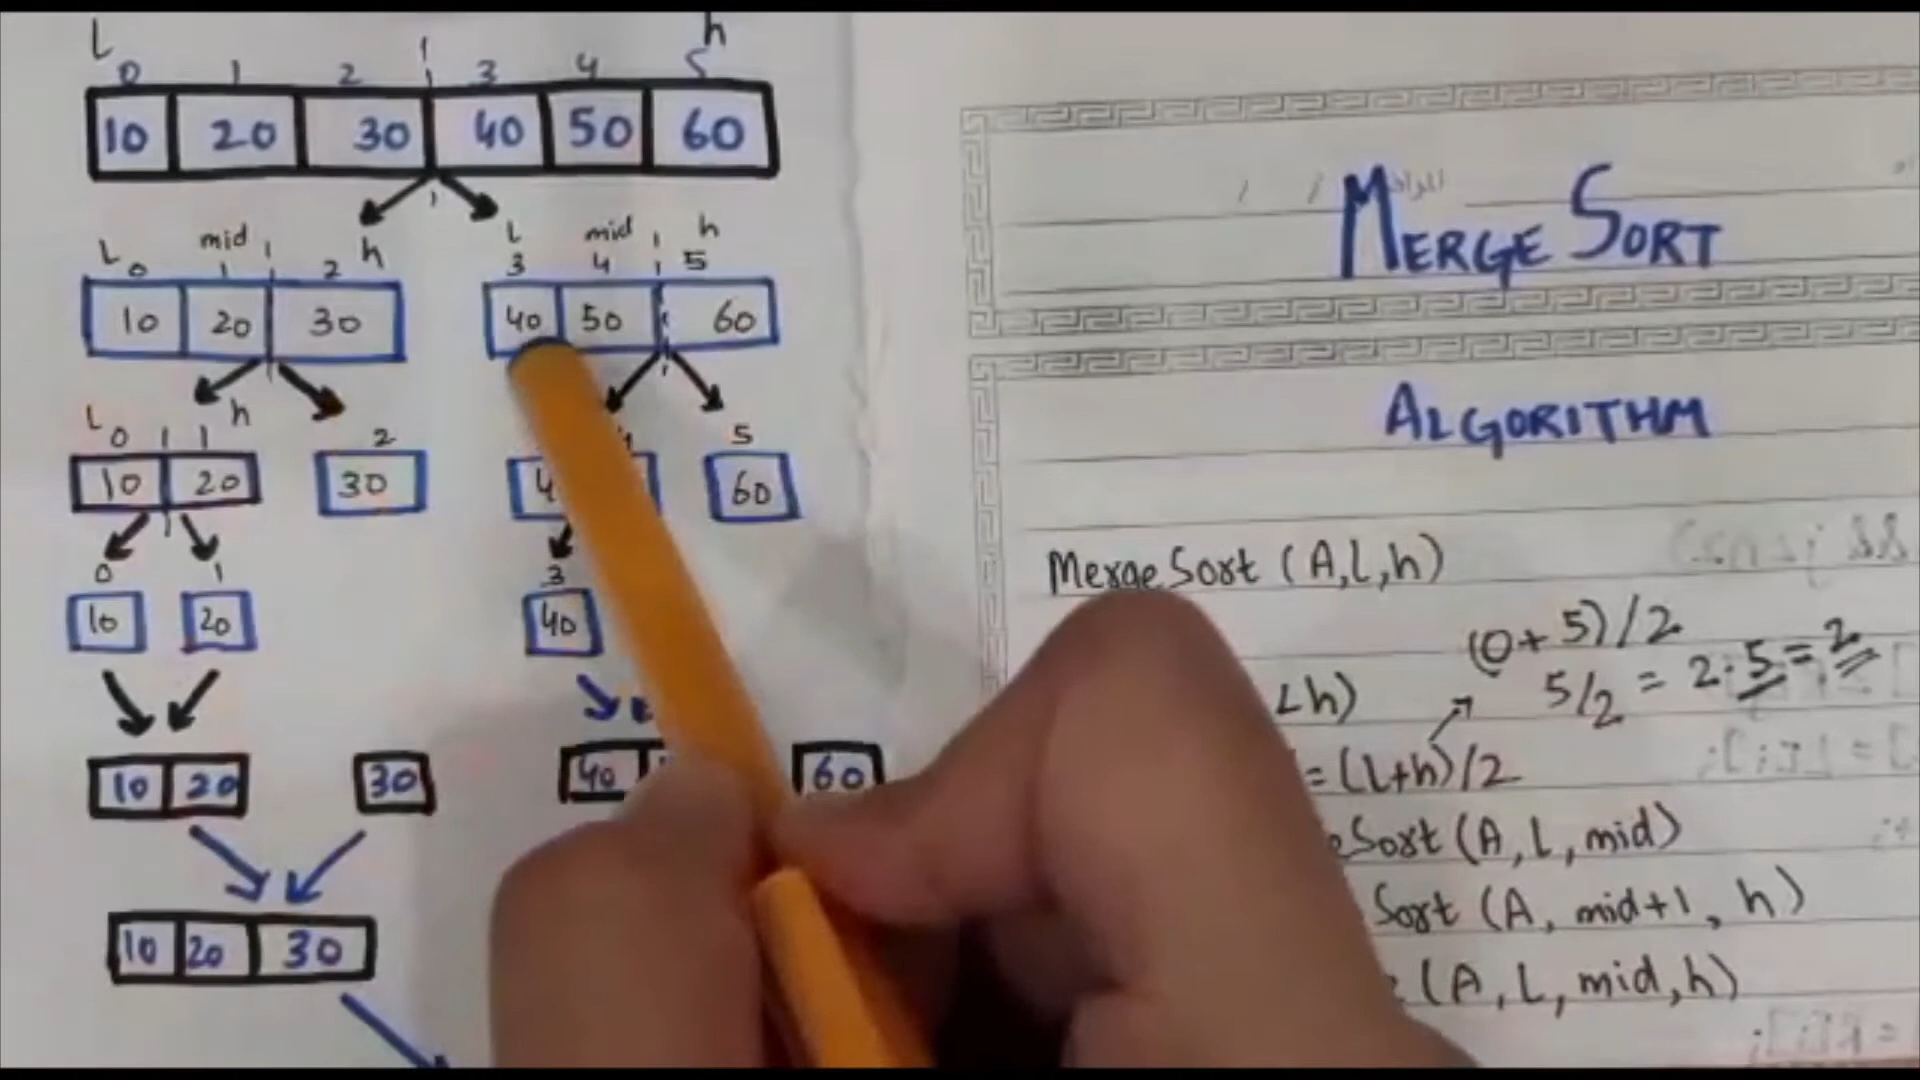 L h
0 1 2 3 4 5
10 20 30 40 50 60
L mid h
0 1 2
10 20 30
L mid h
3 4 5
40 50 60
L h
0 1
10 20
2
30
5
60
0 1
10 20
3
40
10 20
30
40
60
10 20 30
MERGE SORT
ALGORITHM
MergeSort (A,L,h)
(0+5)/2
5/2 = 2.5 = 2
<h)
= (L+h)/2
Sort (A, L, mid)
Sort (A, mid+1, h)
(A, L, mid, h)